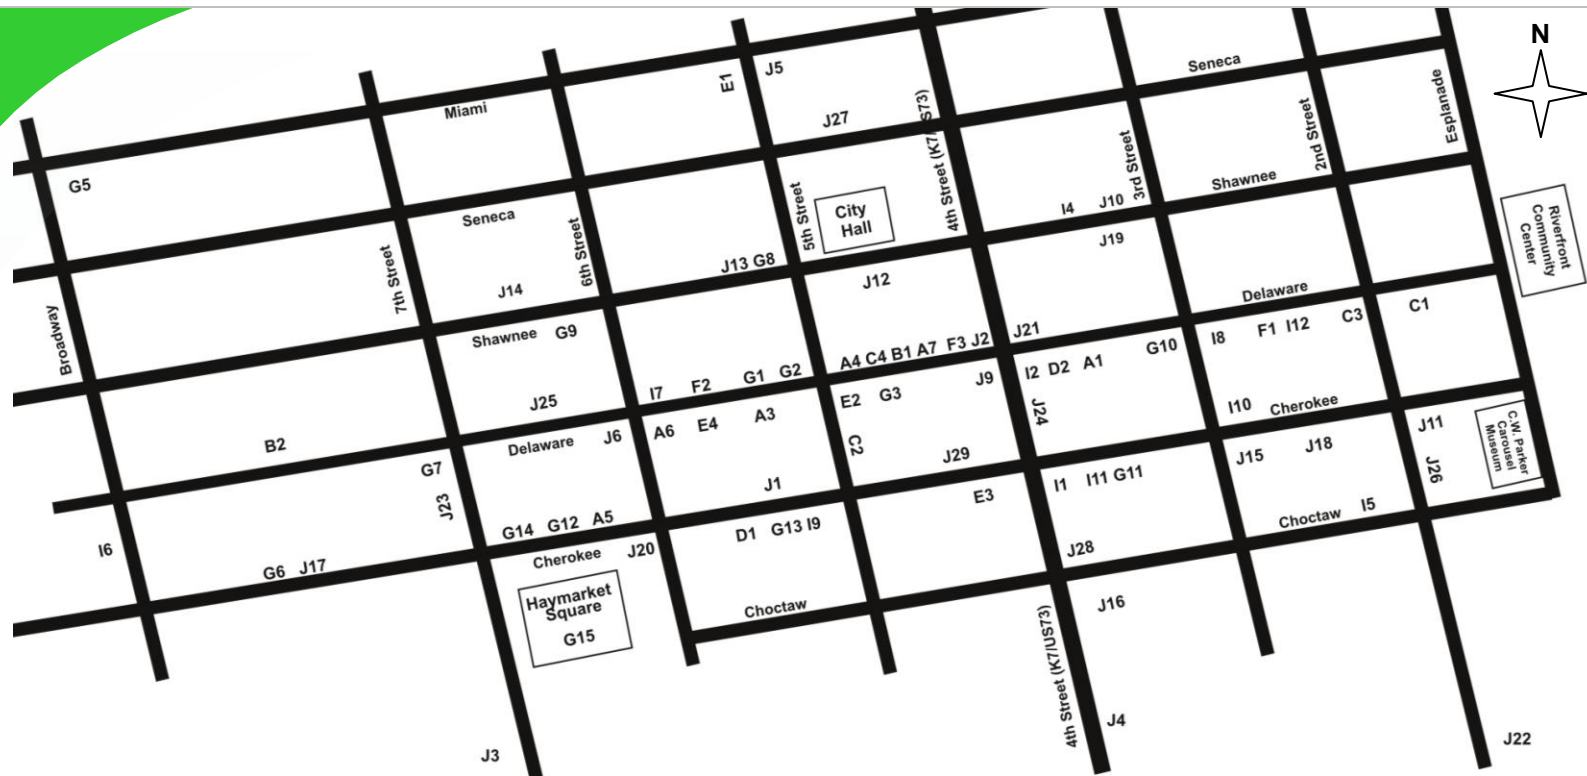 N
J5
E1
Seneca
Miami
J27
4th Street (K7/US73)
Esplanade
2nd Street
3rd Street
G5
Seneca
Shawnee
5th Street
City
Hall
I4
J10
J19
Riverfront
Community
Center
6th Street
7th Street
J13 G8
J12
J14
Delaware
C1
Broadway
Shawnee
G9
J21
I8
F1
I12
C3
A4
C4
B1
A7
F3
J2
G10
I2
D2
A1
I7
F2
G1
G2
J9
J25
E2
G3
J24
I10
Cherokee
A6
E4
A3
J6
Delaware
B2
C2
J11
C.W. Parker
Carousel
Museum
J29
J15
J18
G7
J26
J1
E3
I1
I11
G11
J23
G14
G12
A5
D1
G13
I9
Choctaw
I5
I6
Cherokee
J20
J28
G6
J17
Haymarket
Square
G15
Choctaw
J16
4th Street (K7/US73)
J4
J3
J22